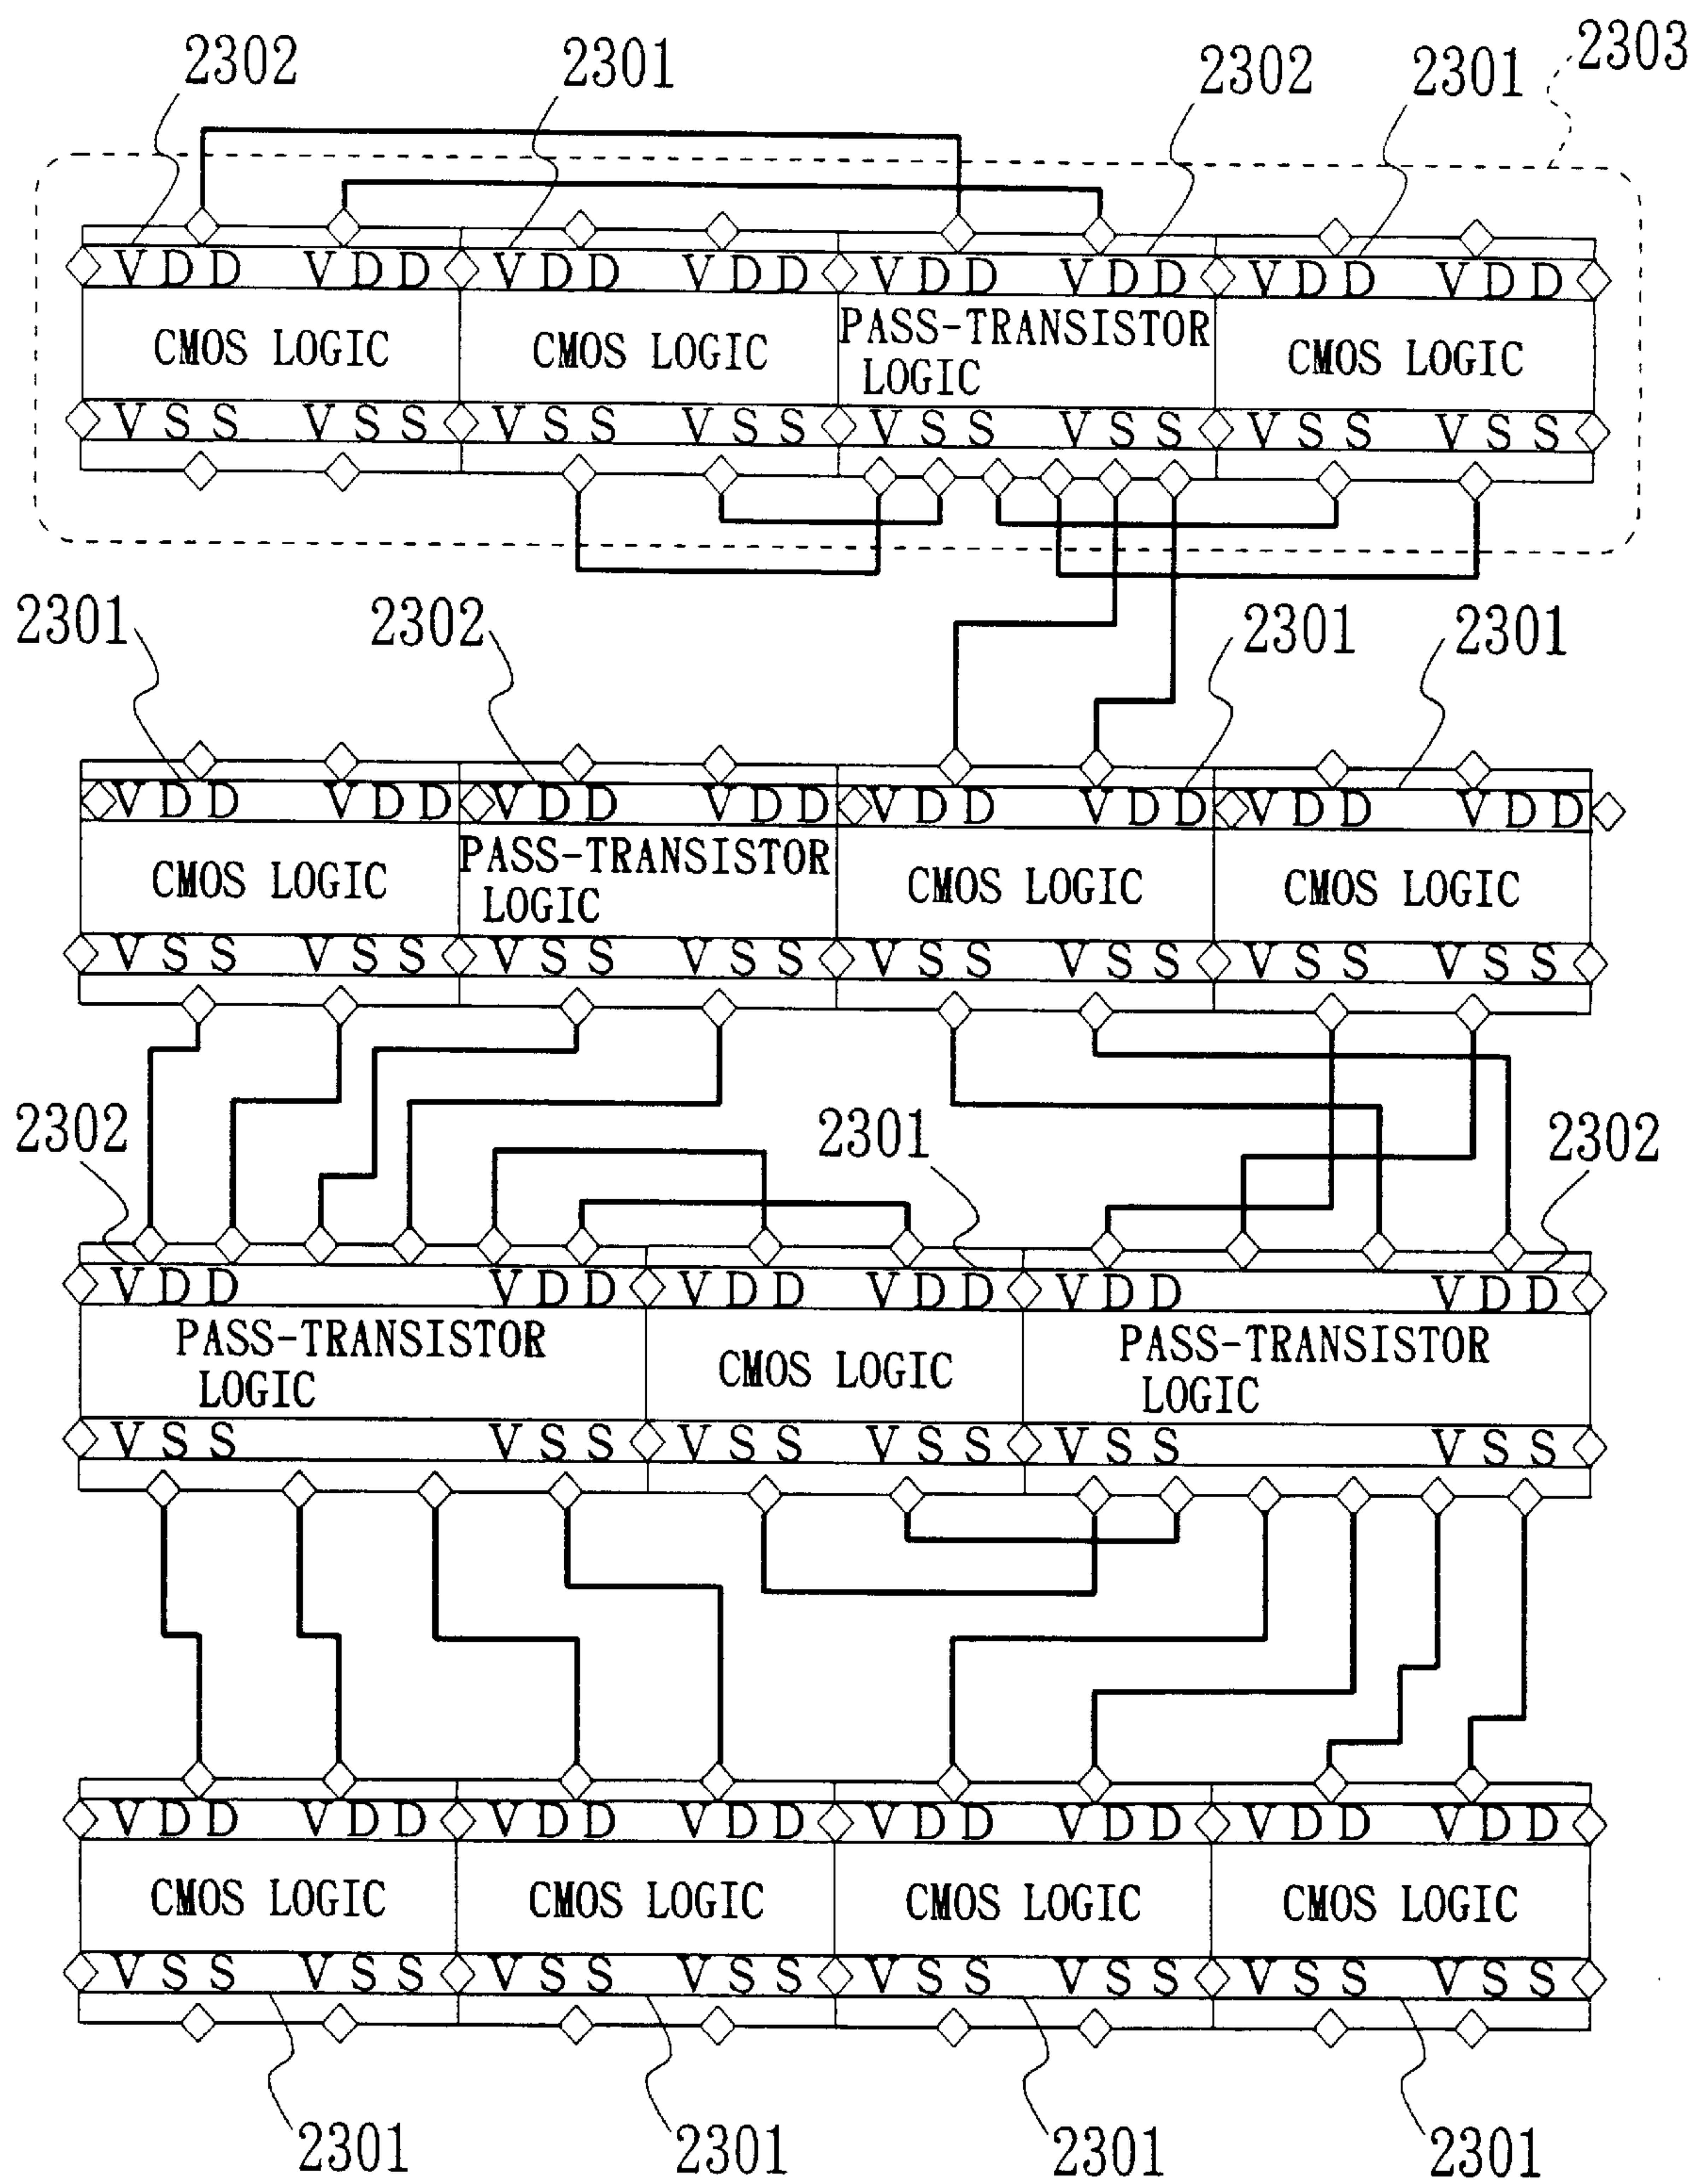 2302 2301 2302 2301 2303
VDD VDD VDD VDD VDD VDD VDD VDD
CMOS LOGIC CMOS LOGIC PASS-TRANSISTOR LOGIC CMOS LOGIC
VSS VSS VSS VSS VSS VSS VSS VSS
2301 2302 2301 2301
VDD VDD VDD VDD VDD VDD VDD VDD
CMOS LOGIC PASS-TRANSISTOR LOGIC CMOS LOGIC CMOS LOGIC
VSS VSS VSS VSS VSS VSS VSS VSS
2302 2301 2302
VDD VDD VDD VDD VDD VDD
PASS-TRANSISTOR LOGIC CMOS LOGIC PASS-TRANSISTOR LOGIC
VSS VSS VSS VSS VSS VSS
VDD VDD VDD VDD VDD VDD VDD VDD
CMOS LOGIC CMOS LOGIC CMOS LOGIC CMOS LOGIC
VSS VSS VSS VSS VSS VSS VSS VSS
2301 2301 2301 2301